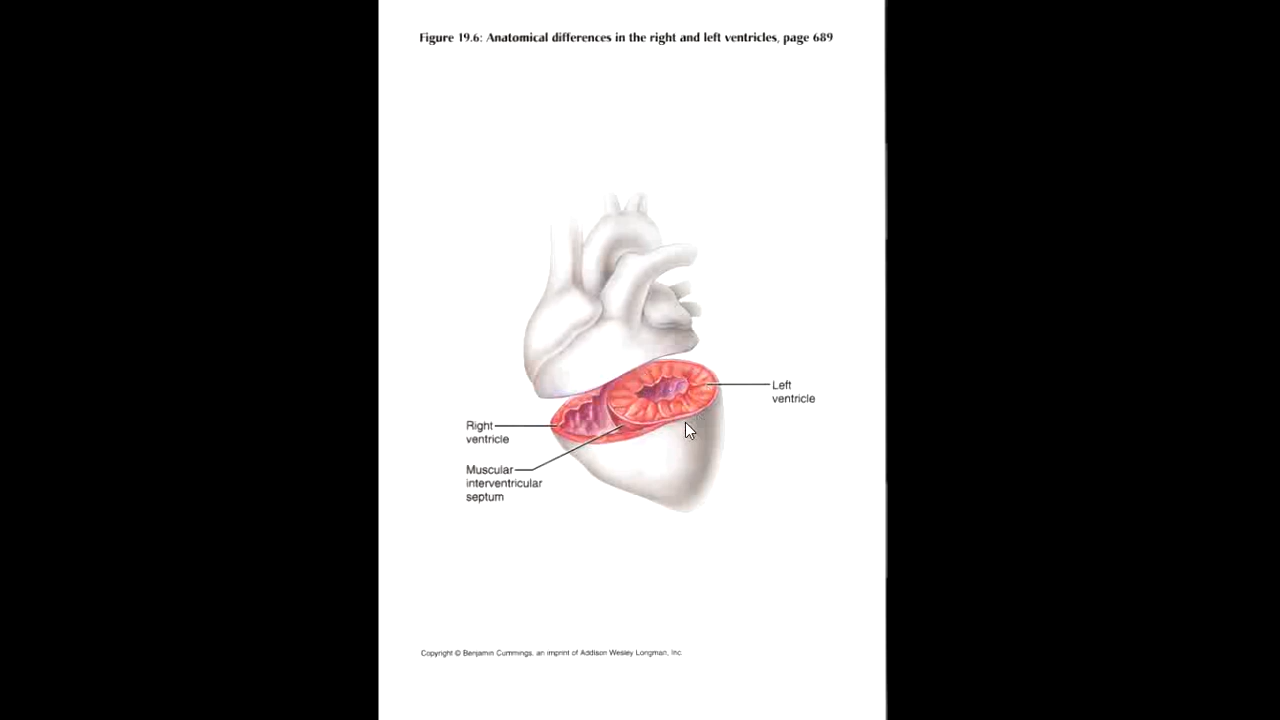 Figure 19.6: Anatomical differences in the right and left ventricles, page 689
Left
ventricle
Right
ventricle
Muscular
interventricular
septum
Copyright © Benjamin Cummings, an imprint of Addison Wesley Longman, Inc.